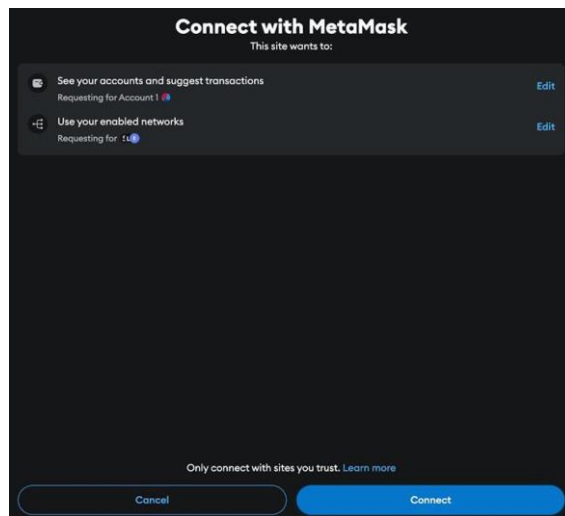 Connect with MetaMask
This site wants to:
See your accounts and suggest transactions
Edit
Requesting for Account 1
Use your enabled networks
Edit
Requesting for
Only connect with sites you trust. Learn more
Cancel
Connect